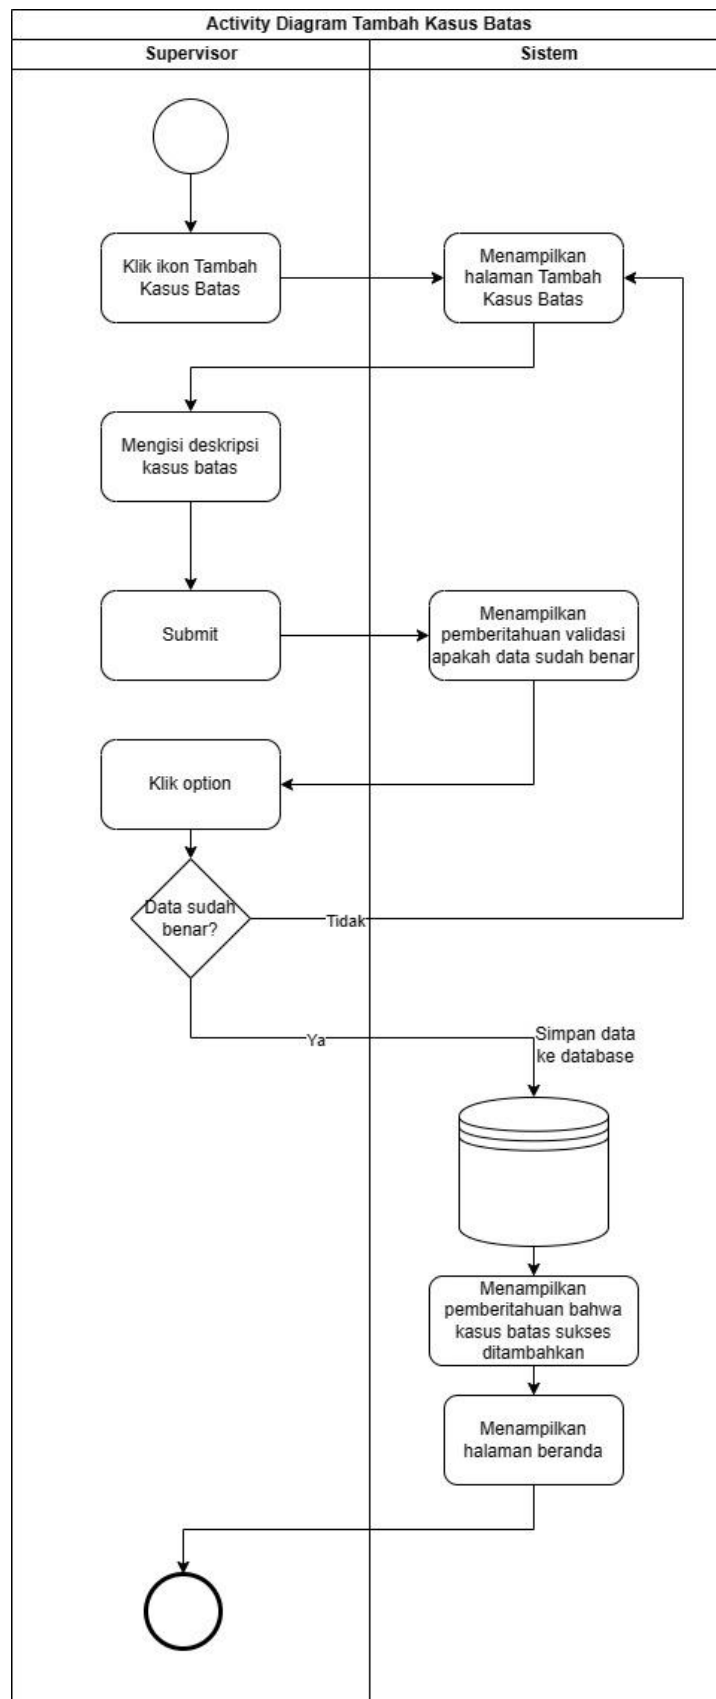 Activity Diagram Tambah Kasus Batas
Supervisor
Sistem
Klik ikon Tambah
Kasus Batas
Menampilkan
halaman Tambah
Kasus Batas
Mengisi deskripsi
kasus batas
Submit
Menampilkan
pemberitahuan validasi
apakah data sudah benar
Klik option
Data sudah
benar?
Tidak
Ya
Simpan data
ke database
Menampilkan
pemberitahuan bahwa
kasus batas sukses
ditambahkan
Menampilkan
halaman beranda